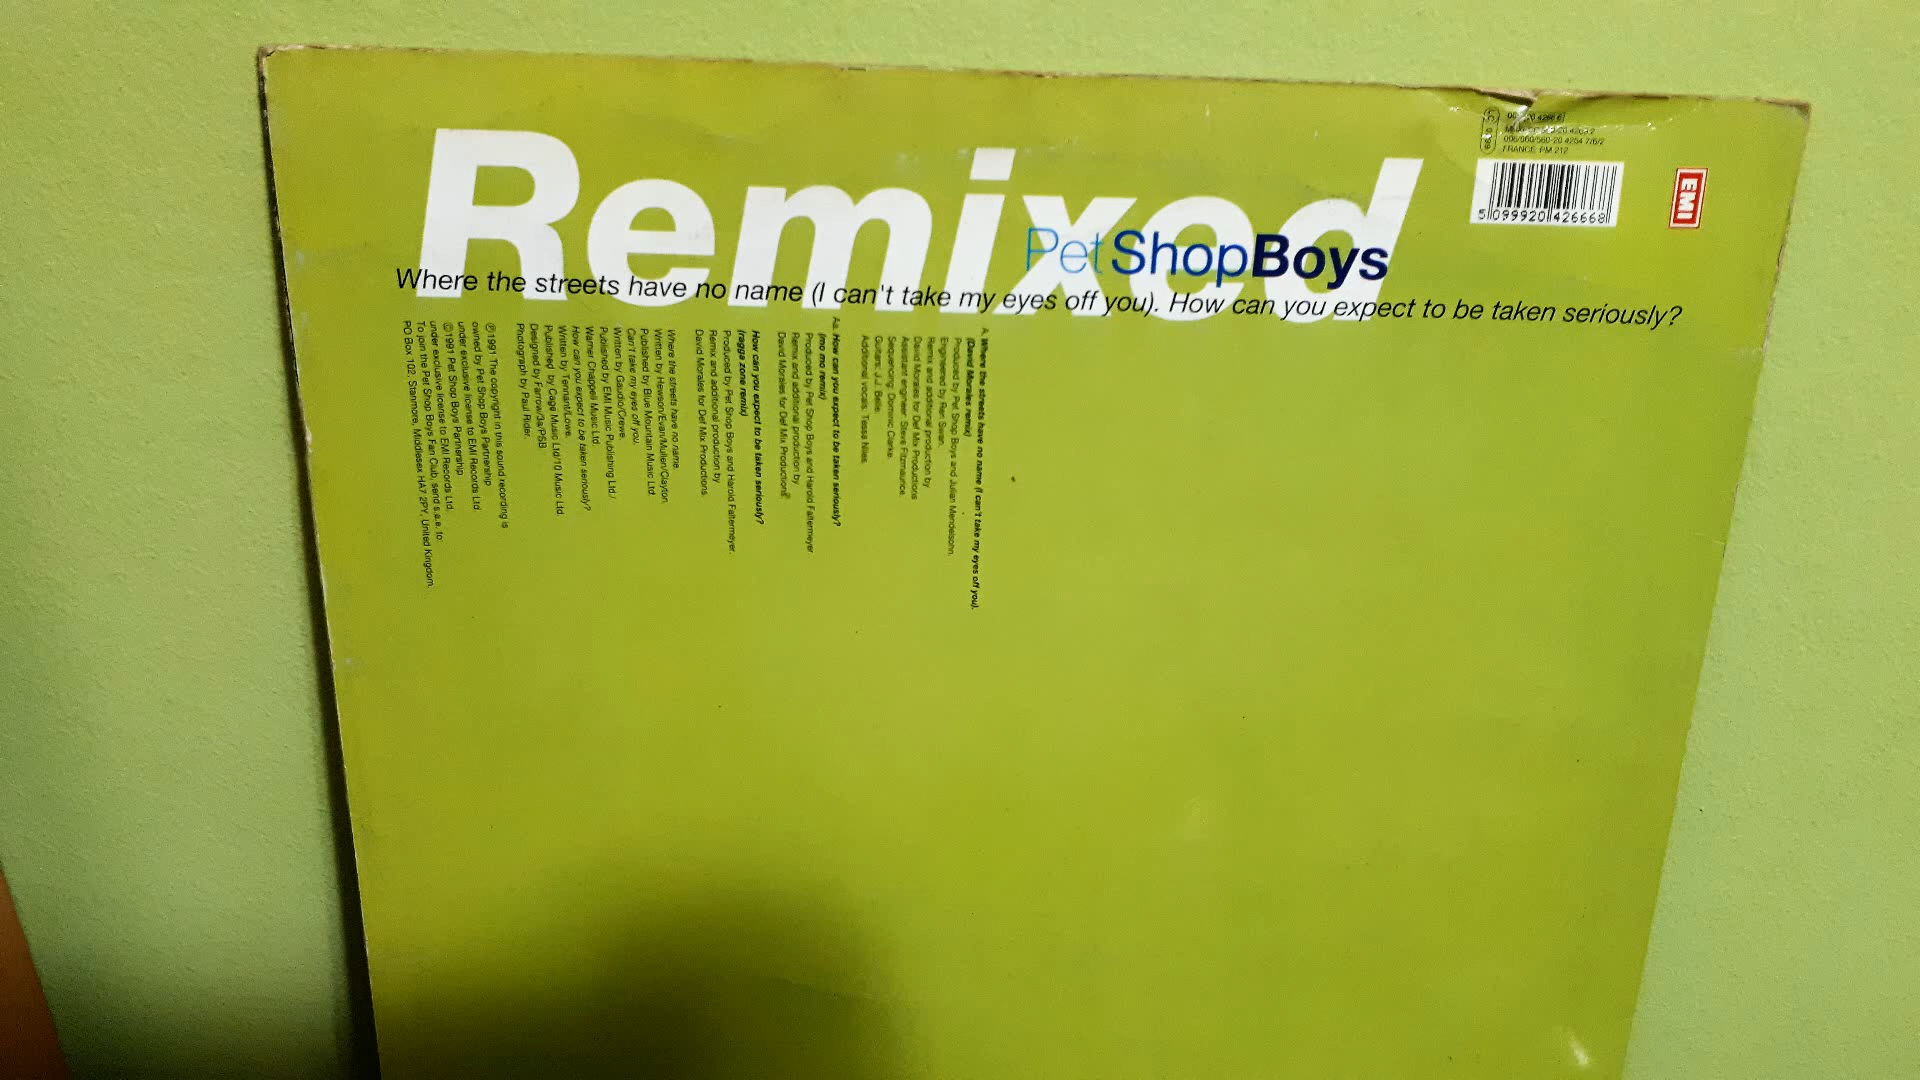 Remixed
PetShopBoys
Where the streets have no name (I can't take my eyes off you). How can you expect to be taken seriously?
FRANCE: PM 212
5 099920 426668
EMI
A. Where the streets have no name (I can't take my eyes off you).
(David Morales remix)
Produced by Pet Shop Boys and Julian Mendelsohn.
Engineered by Ren Swan.
Remix and additional production by
David Morales for Def Mix Productions
Assistant engineer: Steve Fitzmaurice.
Sequencing: Dominic Clarke.
Guitars: J.J. Belle.
Additional vocals: Tessa Niles.
Aa. How can you expect to be taken seriously?
(mo mo remix)
Produced by Pet Shop Boys and Harold Faltermeyer
Remix and additional production by
David Morales for Def Mix Productions
How can you expect to be taken seriously?
(ragga zone remix)
Produced by Pet Shop Boys and Harold Faltermeyer.
Remix and additional production by
David Morales for Def Mix Productions.
Where the streets have no name.
Written by Hewson/Evan/Mullen/Clayton.
Published by Blue Mountain Music Ltd.
Can't take my eyes off you.
Written by Gaudio/Crewe.
Published by EMI Music Publishing Ltd./
Warner Chappell Music Ltd.
How can you expect to be taken seriously?
Written by Tennant/Lowe.
Published by Cage Music Ltd/10 Music Ltd.
Designed by Farrow/3a/PSB
Photograph by Paul Rider.
℗1991 The copyright in this sound recording is
owned by Pet Shop Boys Partnership
under exclusive license to EMI Records Ltd
©1991 Pet Shop Boys Partnership
under exclusive license to EMI Records Ltd.
To join the Pet Shop Boys Fan Club, send s.a.e. to:
PO Box 102, Stanmore, Middlesex HA7 2PY, United Kingdom.